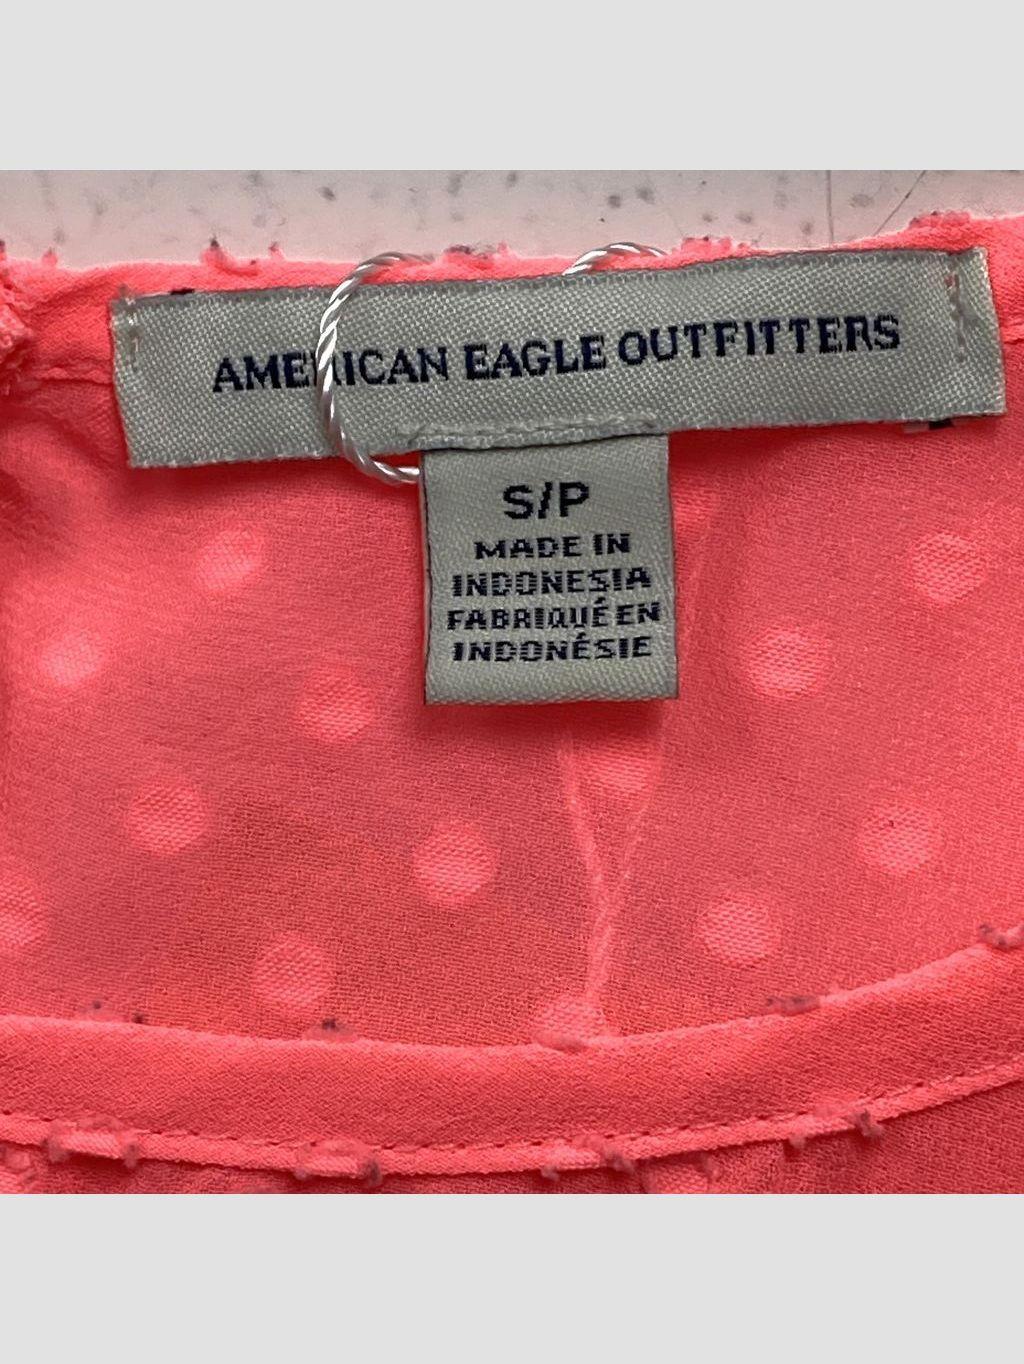 AMERICAN EAGLE OUTFITTERS
S/P
MADE IN
INDONESIA
FABRIQUÉ EN
INDONÉSIE